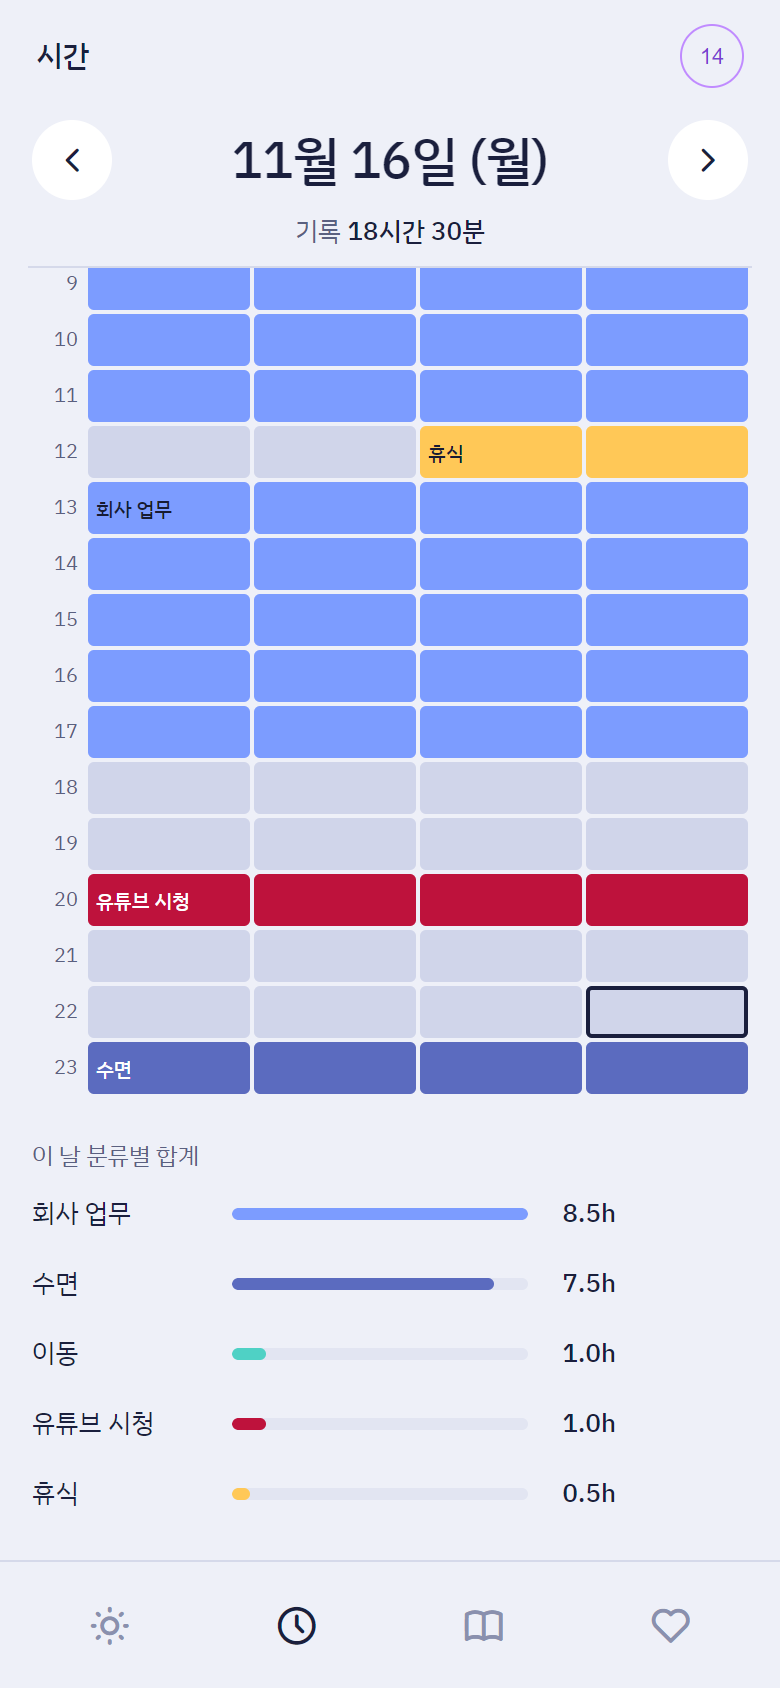 시간
14
11월 16일 (월)
기록 18시간 30분
9
10
11
12 휴식
13 회사 업무
14
15
16
17
18
19
20 유튜브 시청
21
22
23 수면
이 날 분류별 합계
회사 업무 8.5h
수면 7.5h
이동 1.0h
유튜브 시청 1.0h
휴식 0.5h